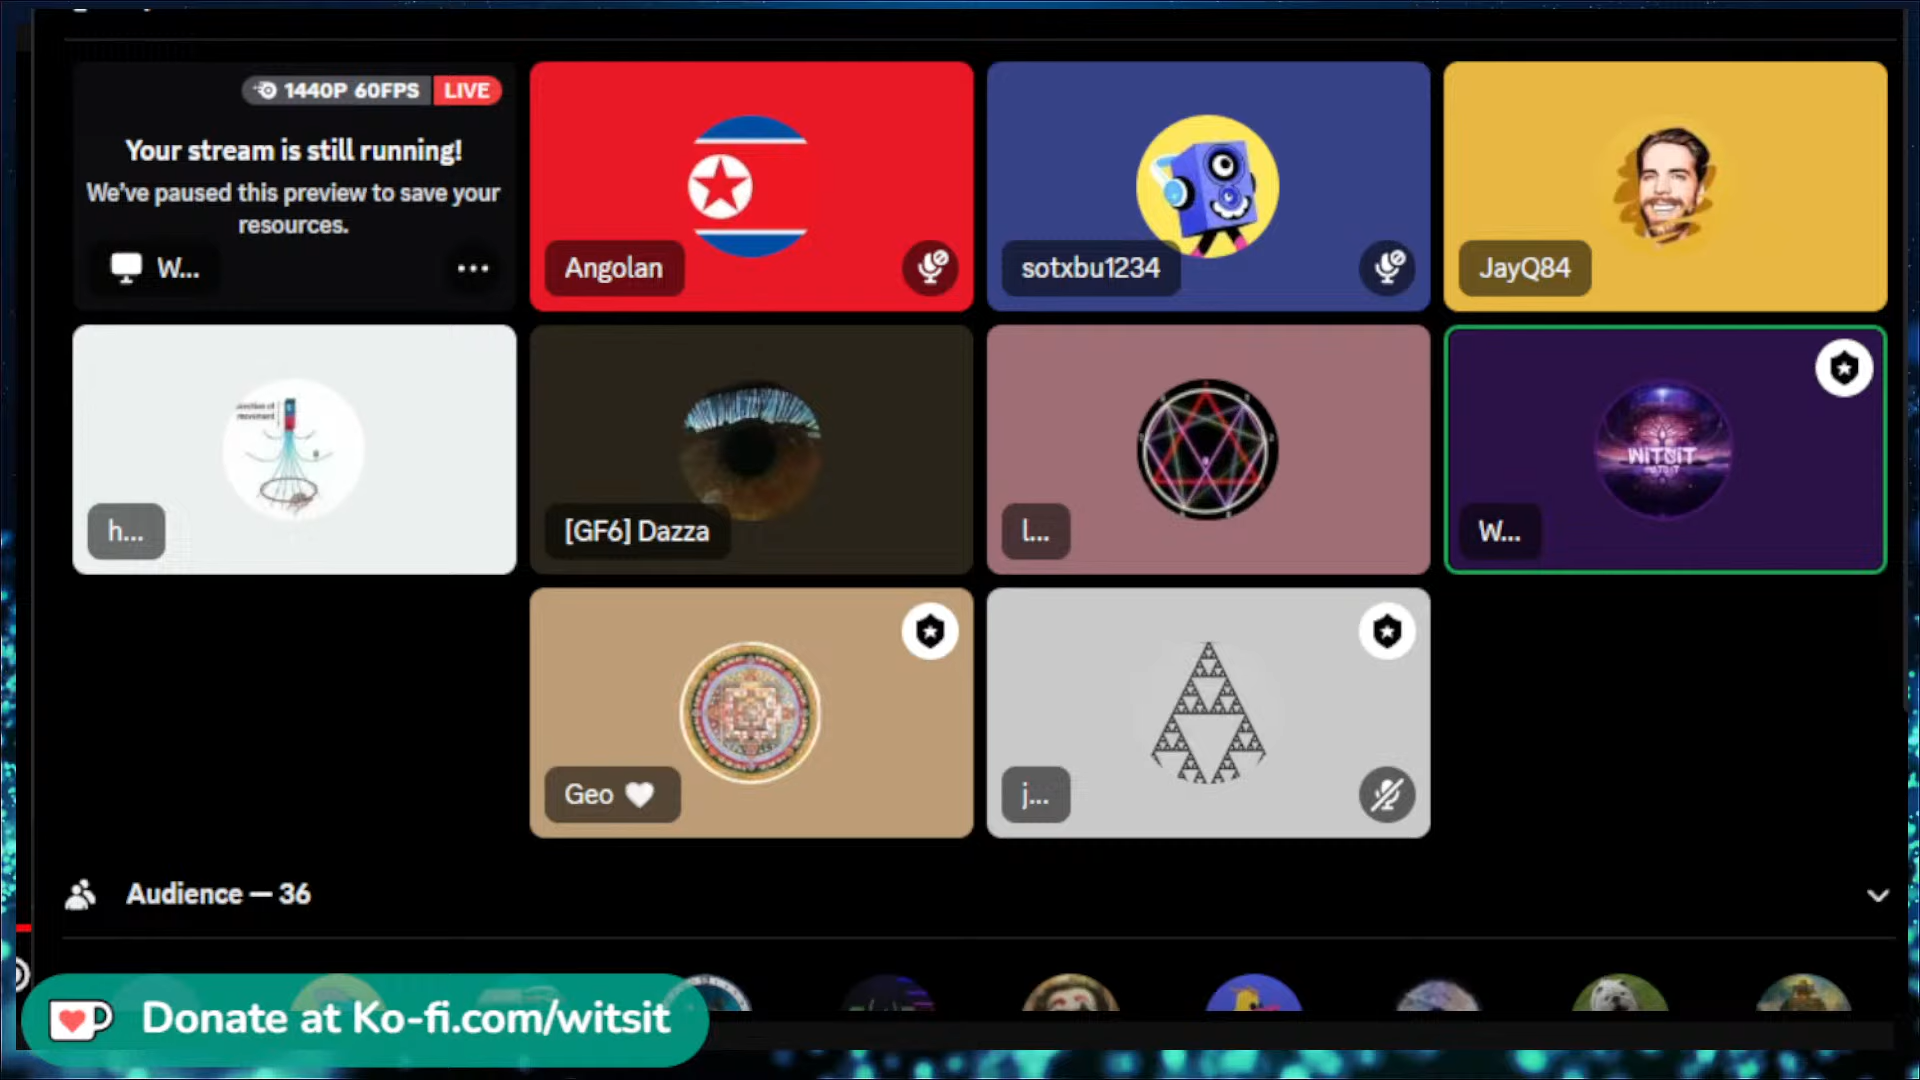 1440P 60FPS LIVE
Your stream is still running!
We've paused this preview to save your
resources.
W...
Angolan
sotxbu1234
JayQ84
h...
[GF6] Dazza
l...
WITSIT
W...
Geo
j...
Audience — 36
Donate at Ko-fi.com/witsit